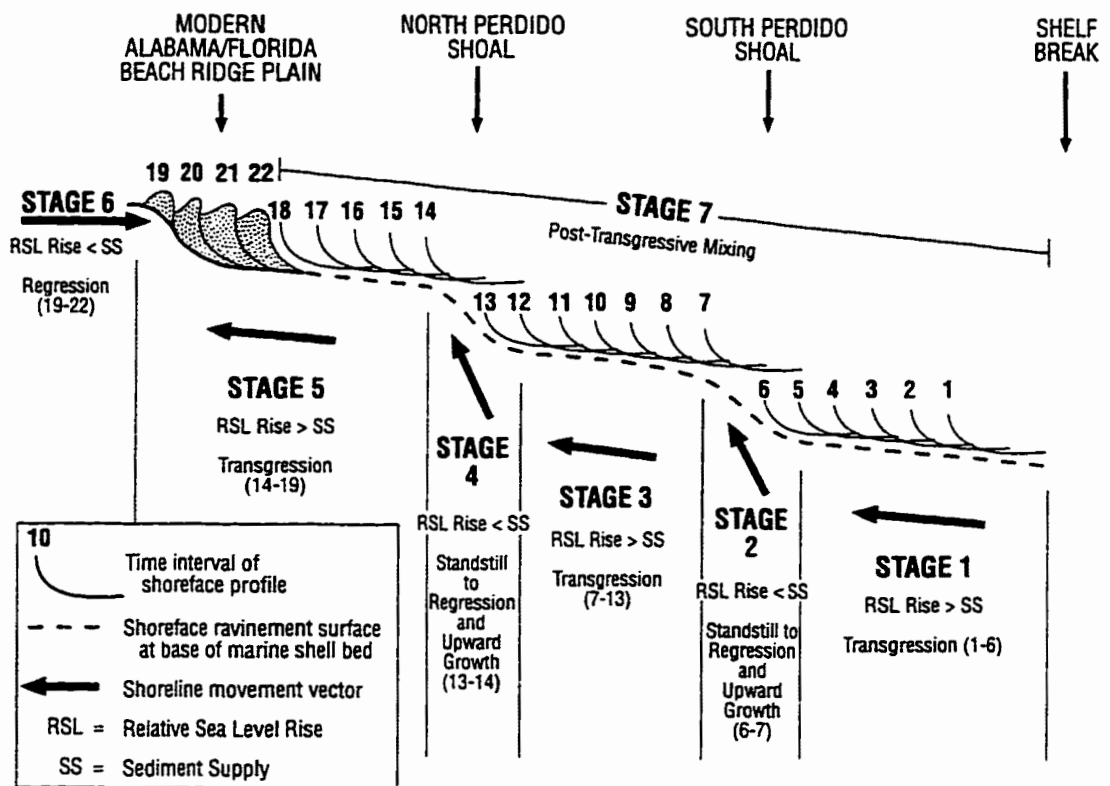 MODERN
ALABAMA/FLORIDA
BEACH RIDGE PLAIN
NORTH PERDIDO
SHOAL
SOUTH PERDIDO
SHOAL
SHELF
BREAK
19 20 21 22
STAGE 6
RSL Rise < SS
Regression
(19-22)
18 17 16 15 14
STAGE 7
Post-Transgressive Mixing
13 12 11 10 9 8 7
6 5 4 3 2 1
STAGE 5
RSL Rise > SS
Transgression
(14-19)
STAGE
4
RSL Rise < SS
Standstill
to
Regression
and
Upward
Growth
(13-14)
STAGE 3
RSL Rise > SS
Transgression
(7-13)
STAGE
2
RSL Rise < SS
Standstill to
Regression
and
Upward
Growth
(6-7)
STAGE 1
RSL Rise > SS
Transgression (1-6)
10
Time interval of
shoreface profile
Shoreface ravinement surface
at base of marine shell bed
Shoreline movement vector
RSL = Relative Sea Level Rise
SS = Sediment Supply